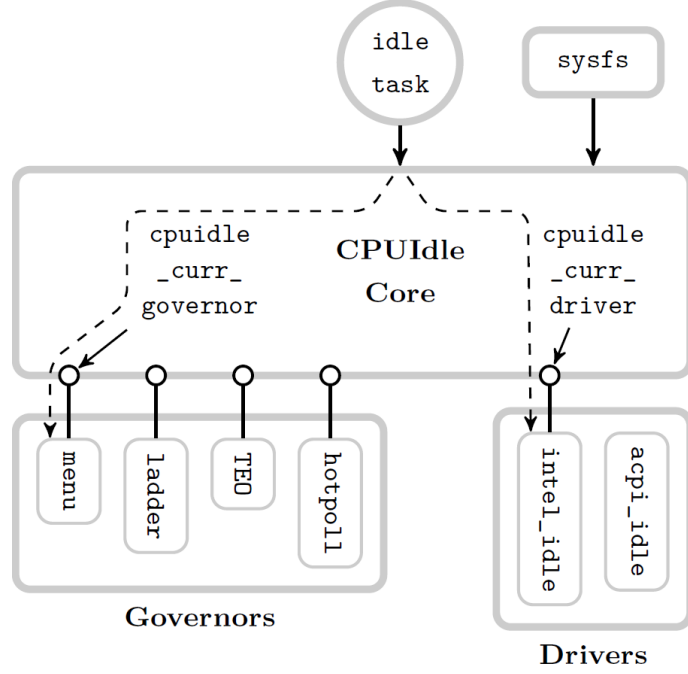 idle
task
sysfs
cpuidle
_curr_
governor
CPUIdle
Core
cpuidle
_curr_
driver
menu
ladder
TEO
hotpoll
intel_idle
acpi_idle
Governors
Drivers